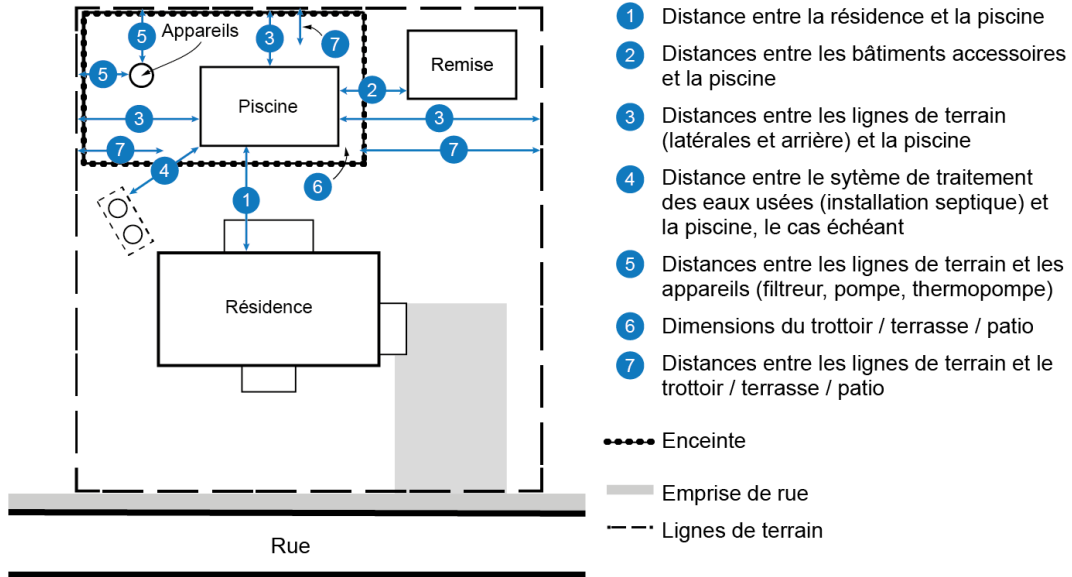 5
Appareils
3
7
5
Remise
2
Piscine
3
3
7
7
4
6
1
Résidence
Rue
1 Distance entre la résidence et la piscine
2 Distances entre les bâtiments accessoires
et la piscine
3 Distances entre les lignes de terrain
(latérales et arrière) et la piscine
4 Distance entre le sytème de traitement
des eaux usées (installation septique) et
la piscine, le cas échéant
5 Distances entre les lignes de terrain et les
appareils (filtreur, pompe, thermopompe)
6 Dimensions du trottoir / terrasse / patio
7 Distances entre les lignes de terrain et le
trottoir / terrasse / patio
Enceinte
Emprise de rue
Lignes de terrain